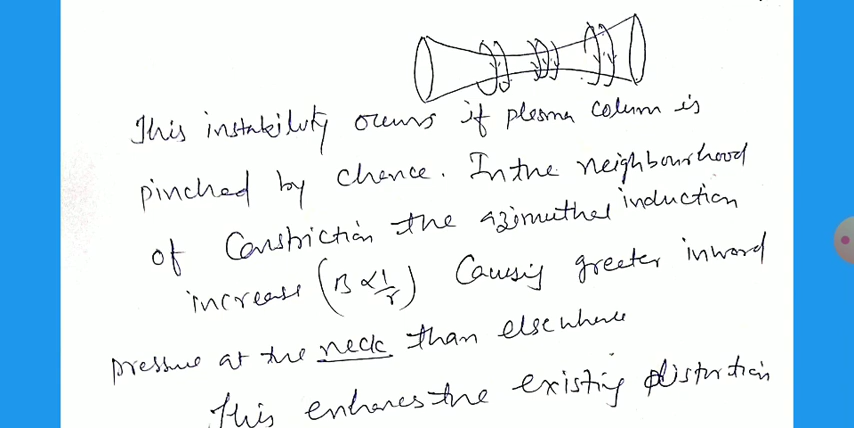 This instability occurs if plasma column is
pinched by chance. In the neighbourhood
of Constriction the azimuthal induction
increase (B ∝ 1/r) Causing greater inward
pressure at the neck than elsewhere
This enhances the existing distortion